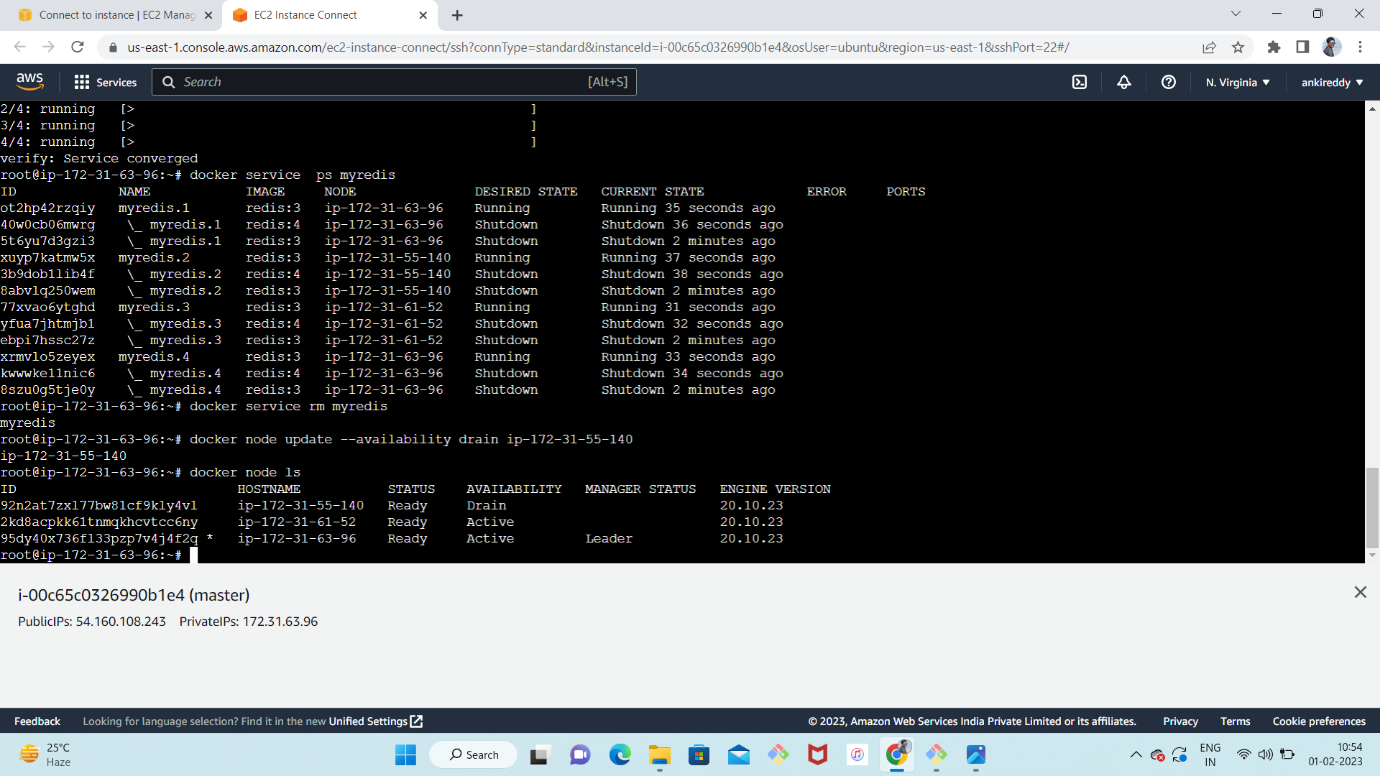 Connect to instance | EC2 Manag
EC2 Instance Connect
us-east-1.console.aws.amazon.com/ec2-instance-connect/ssh?connType=standard&instanceId=i-00c65c0326990b1e4&osUser=ubuntu&region=us-east-1&sshPort=22#/
aws Services Search [Alt+S] N. Virginia ▼ ankireddy ▼
2/4: running   [>                                                  ]
3/4: running   [>                                                  ]
4/4: running   [>                                                  ]
verify: Service converged
root@ip-172-31-63-96:~# docker service  ps myredis
ID             NAME            IMAGE     NODE               DESIRED STATE   CURRENT STATE             ERROR     PORTS
ot2hp42rzqiy   myredis.1       redis:3   ip-172-31-63-96    Running         Running 35 seconds ago
40w0cb06mwrg    \_ myredis.1   redis:4   ip-172-31-63-96    Shutdown        Shutdown 36 seconds ago
5t6yu7d3gzi3    \_ myredis.1   redis:3   ip-172-31-63-96    Shutdown        Shutdown 2 minutes ago
xuyp7katmw5x   myredis.2       redis:3   ip-172-31-55-140   Running         Running 37 seconds ago
3b9dob1lib4f    \_ myredis.2   redis:4   ip-172-31-55-140   Shutdown        Shutdown 38 seconds ago
8abvlq250wem    \_ myredis.2   redis:3   ip-172-31-55-140   Shutdown        Shutdown 2 minutes ago
77xvao6ytghd   myredis.3       redis:3   ip-172-31-61-52    Running         Running 31 seconds ago
yfua7jhtmjb1    \_ myredis.3   redis:4   ip-172-31-61-52    Shutdown        Shutdown 32 seconds ago
ebpi7hssc27z    \_ myredis.3   redis:3   ip-172-31-61-52    Shutdown        Shutdown 2 minutes ago
xrmvlo5zeyex   myredis.4       redis:3   ip-172-31-63-96    Running         Running 33 seconds ago
kwwwke11nic6    \_ myredis.4   redis:4   ip-172-31-63-96    Shutdown        Shutdown 34 seconds ago
8szu0g5tje0y    \_ myredis.4   redis:3   ip-172-31-63-96    Shutdown        Shutdown 2 minutes ago
root@ip-172-31-63-96:~# docker service rm myredis
myredis
root@ip-172-31-63-96:~# docker node update --availability drain ip-172-31-55-140
ip-172-31-55-140
root@ip-172-31-63-96:~# docker node ls
ID                            HOSTNAME           STATUS    AVAILABILITY   MANAGER STATUS   ENGINE VERSION
92n2at7zxl77bw8lcf9kly4vl     ip-172-31-55-140   Ready     Drain                           20.10.23
2kd8acpkk61tnmqkhcvtcc6ny     ip-172-31-61-52    Ready     Active                          20.10.23
95dy40x736fl33pzp7v4j4f2q *   ip-172-31-63-96    Ready     Active         Leader           20.10.23
root@ip-172-31-63-96:~#
i-00c65c0326990b1e4 (master)
PublicIPs: 54.160.108.243 PrivateIPs: 172.31.63.96
Feedback Looking for language selection? Find it in the new Unified Settings © 2023, Amazon Web Services India Private Limited or its affiliates. Privacy Terms Cookie preferences
25°C
Haze
Search
ENG
IN
10:54
01-02-2023